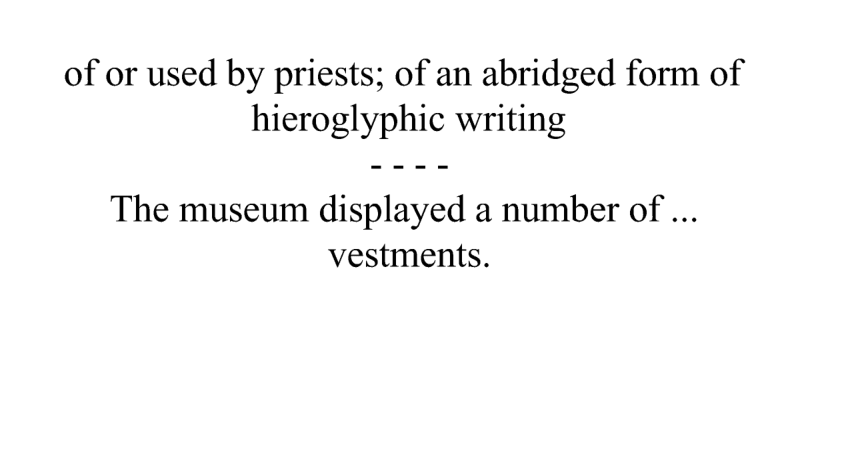 of or used by priests; of an abridged form of
hieroglyphic writing
- - - -
The museum displayed a number of ...
vestments.